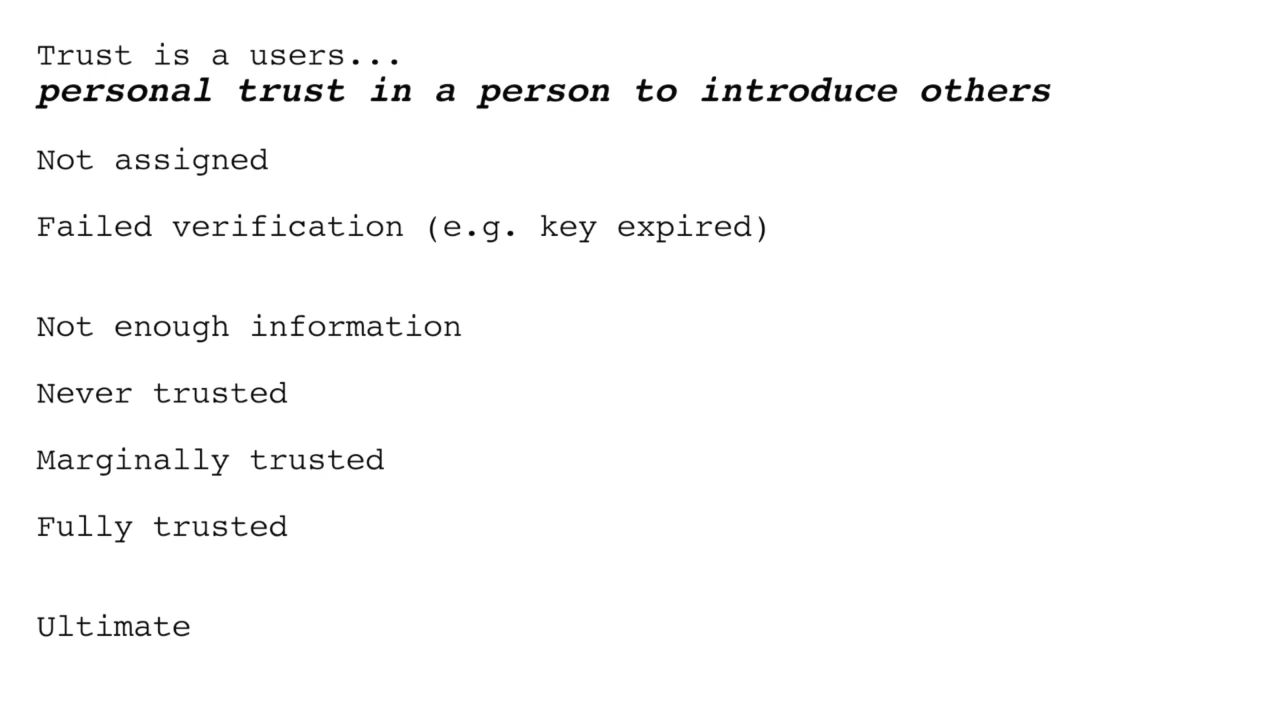 Trust is a users...
personal trust in a person to introduce others
Not assigned
Failed verification (e.g. key expired)
Not enough information
Never trusted
Marginally trusted
Fully trusted
Ultimate